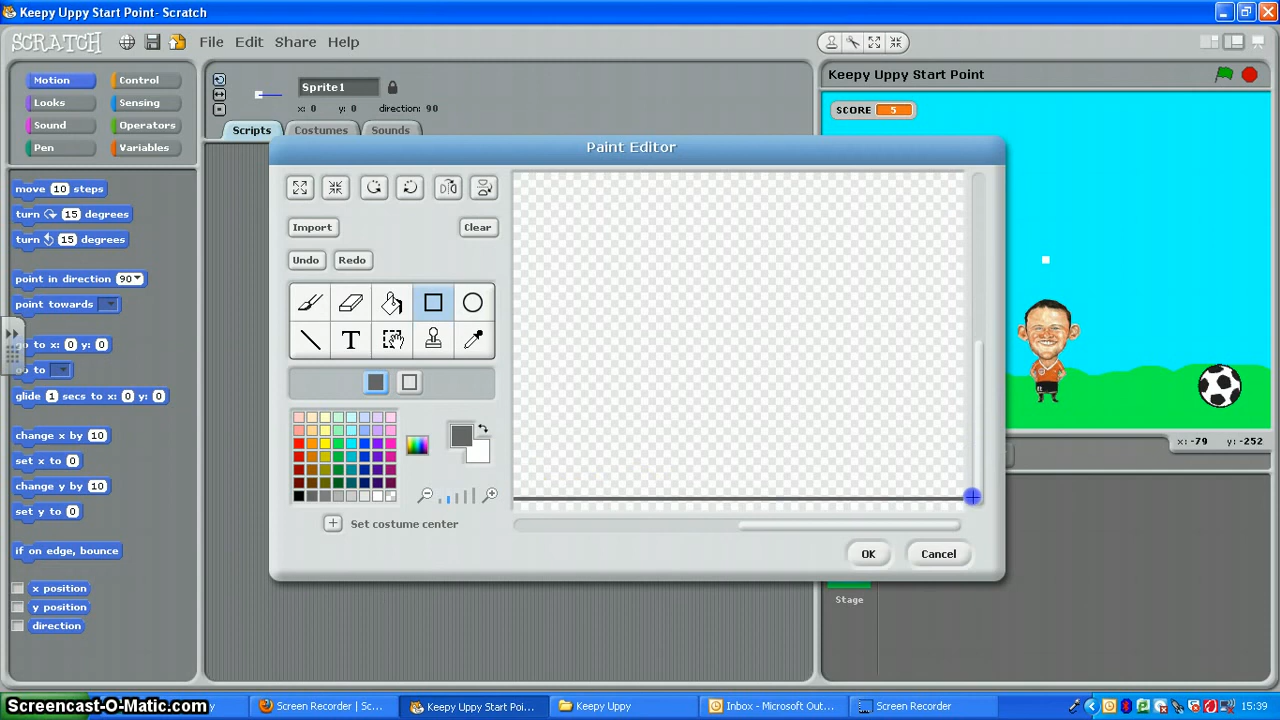 Keepy Uppy Start Point- Scratch
SCRATCH File Edit Share Help
Motion Control
Looks Sensing
Sound Operators
Pen Variables
Sprite1
x: 0 y: 0 direction: 90
Scripts Costumes Sounds
Keepy Uppy Start Point
SCORE 5
move 10 steps
turn 15 degrees
turn 15 degrees
point in direction 90
point towards
to x: 0 y: 0
to
glide 1 secs to x: 0 y: 0
change x by 10
set x to 0
change y by 10
set y to 0
if on edge, bounce
x position
y position
direction
Paint Editor
Import Clear
Undo Redo
T
Set costume center
OK Cancel
x: -79 y: -252
Stage
Screencast-O-Matic.com
y
Screen Recorder | Sc...
Keepy Uppy Start Poi...
Keepy Uppy
Inbox - Microsoft Out...
Screen Recorder
15:39